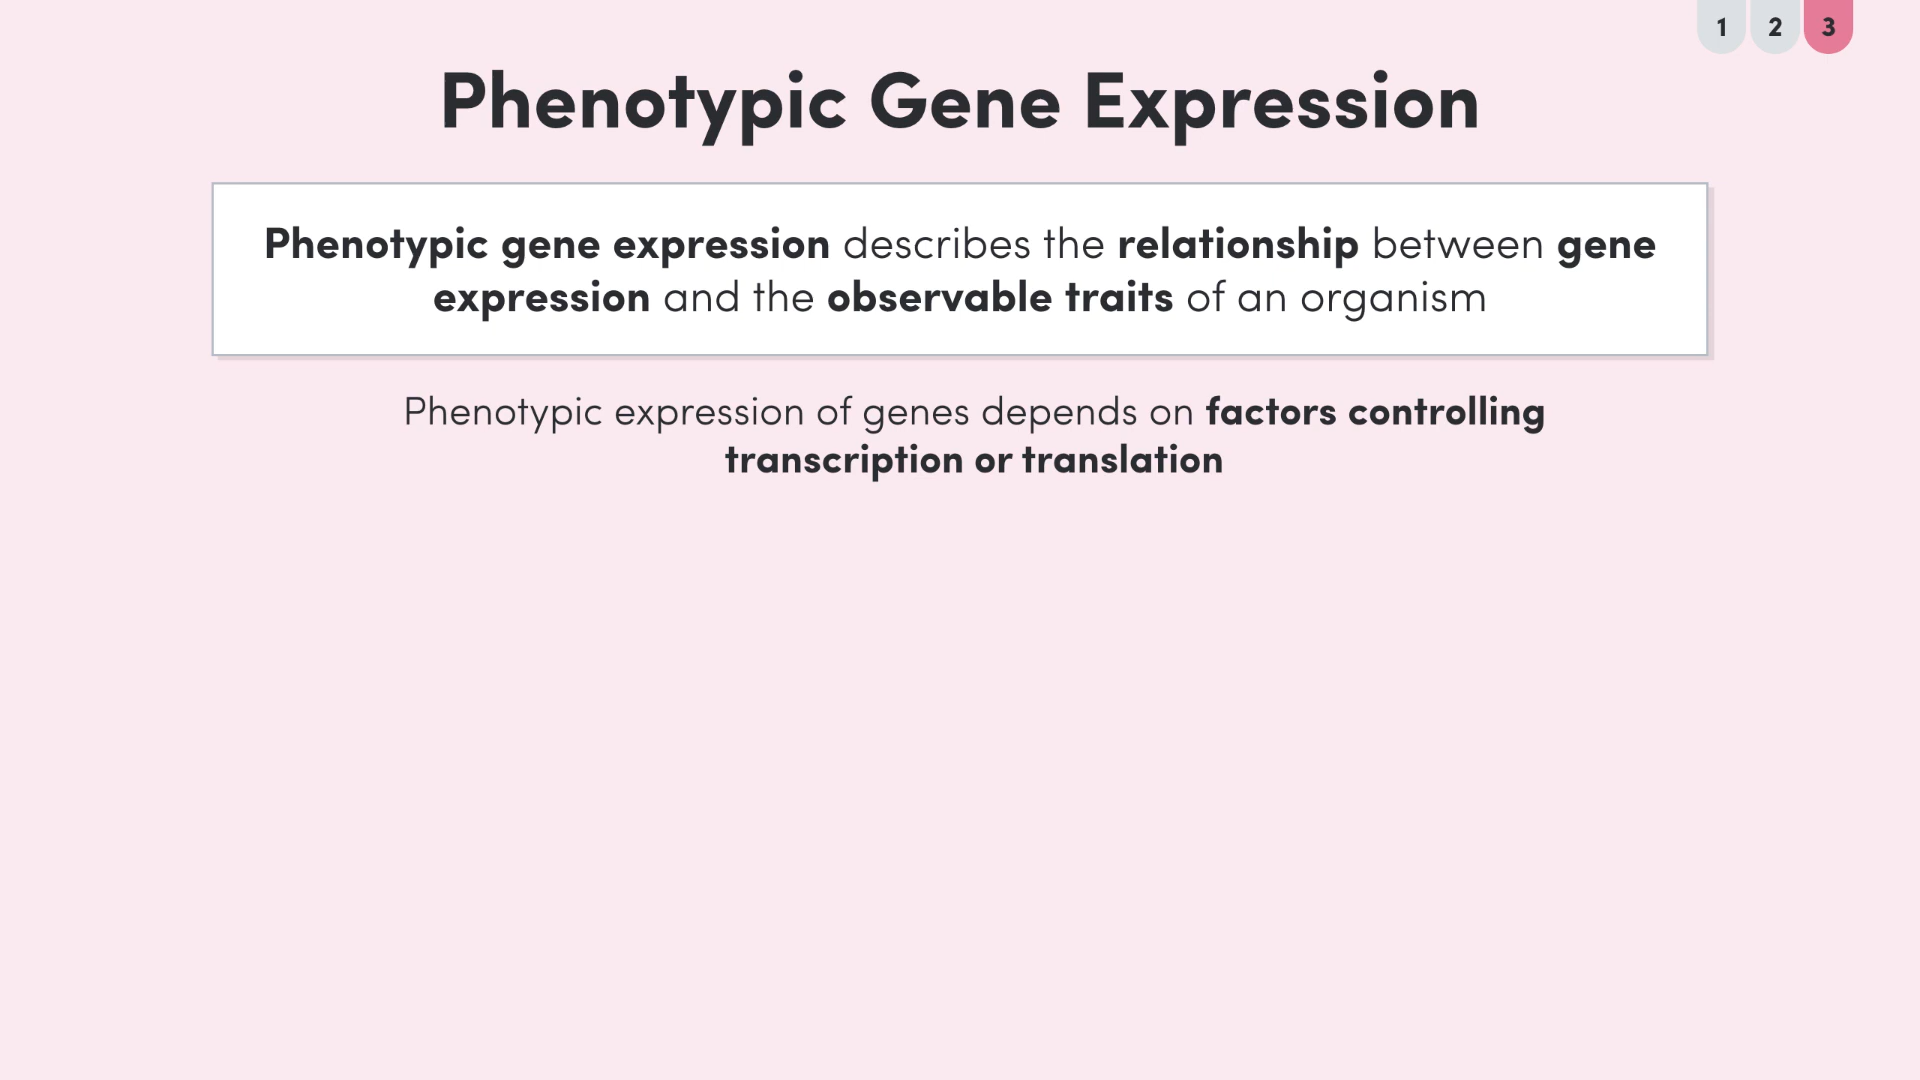 1 2 3
Phenotypic Gene Expression
Phenotypic gene expression describes the relationship between gene
expression and the observable traits of an organism
Phenotypic expression of genes depends on factors controlling
transcription or translation